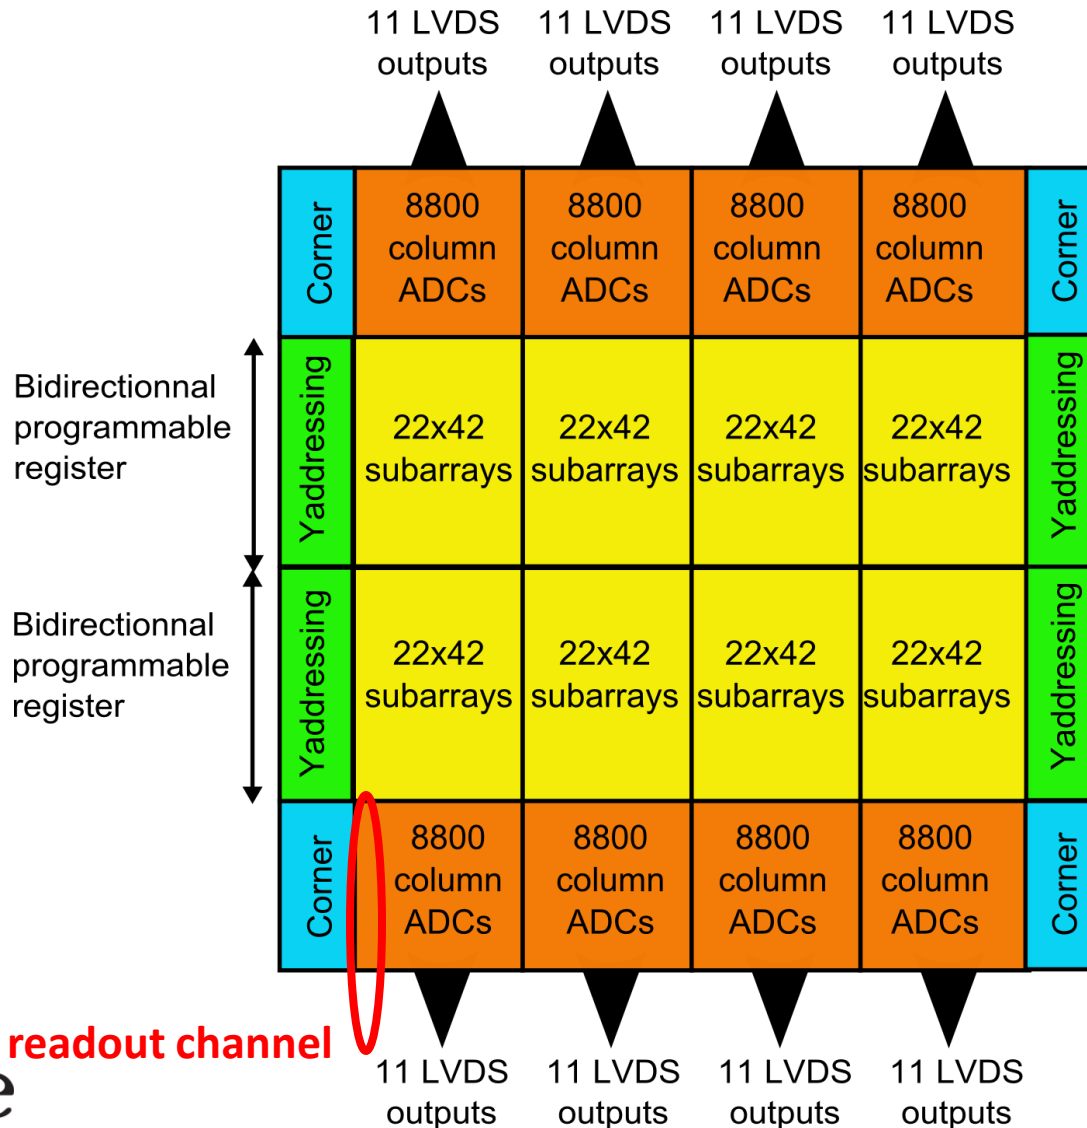 11 LVDS outputs
11 LVDS outputs
11 LVDS outputs
11 LVDS outputs
Corner
8800 column ADCs
8800 column ADCs
8800 column ADCs
8800 column ADCs
Corner
Bidirectionnal
programmable
register
Yaddressing
22x42 subarrays
22x42 subarrays
22x42 subarrays
22x42 subarrays
Yaddressing
Bidirectionnal
programmable
register
Yaddressing
22x42 subarrays
22x42 subarrays
22x42 subarrays
22x42 subarrays
Yaddressing
Corner
8800 column ADCs
8800 column ADCs
8800 column ADCs
8800 column ADCs
Corner
readout channel
e
11 LVDS outputs
11 LVDS outputs
11 LVDS outputs
11 LVDS outputs